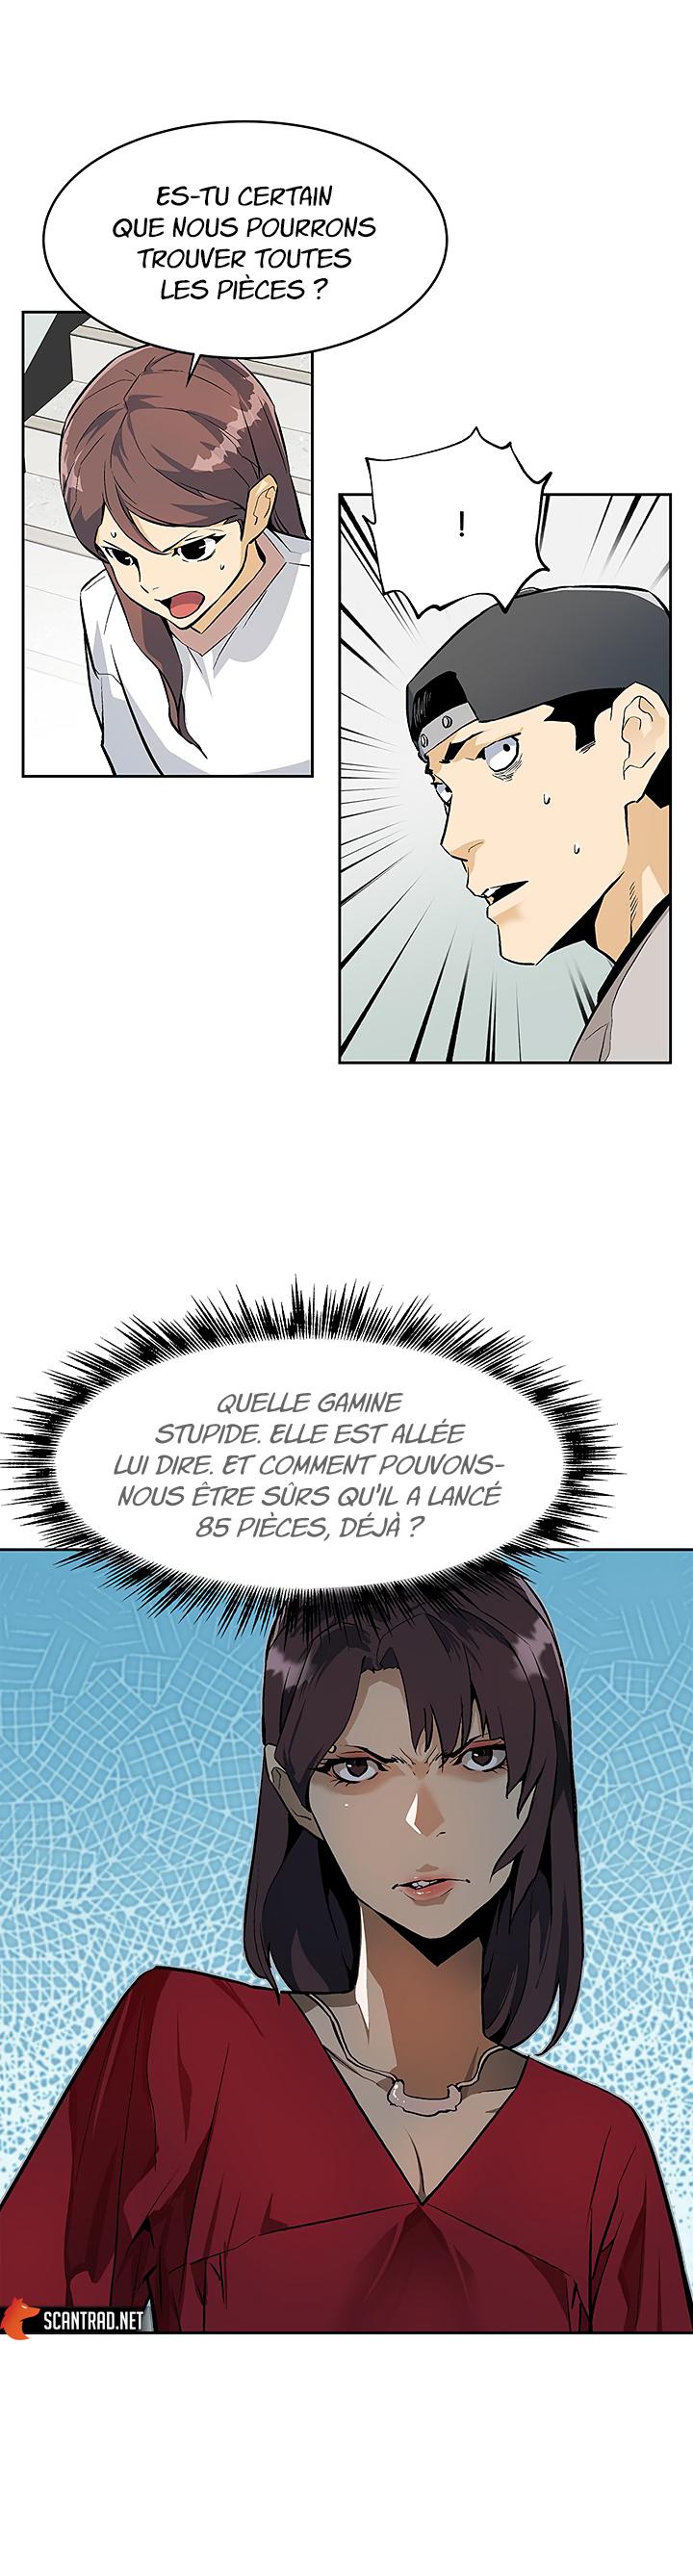 ES-TU CERTAIN
QUE NOUS POURRONS
TROUVER TOUTES
LES PIÈCES ?
!
QUELLE GAMINE
STUPIDE. ELLE EST ALLÉE
LUI DIRE. ET COMMENT POUVONS-
NOUS ÊTRE SÛRS QU'IL A LANCÉ
85 PIÈCES, DÉJÀ ?
SCANTRAD.NET